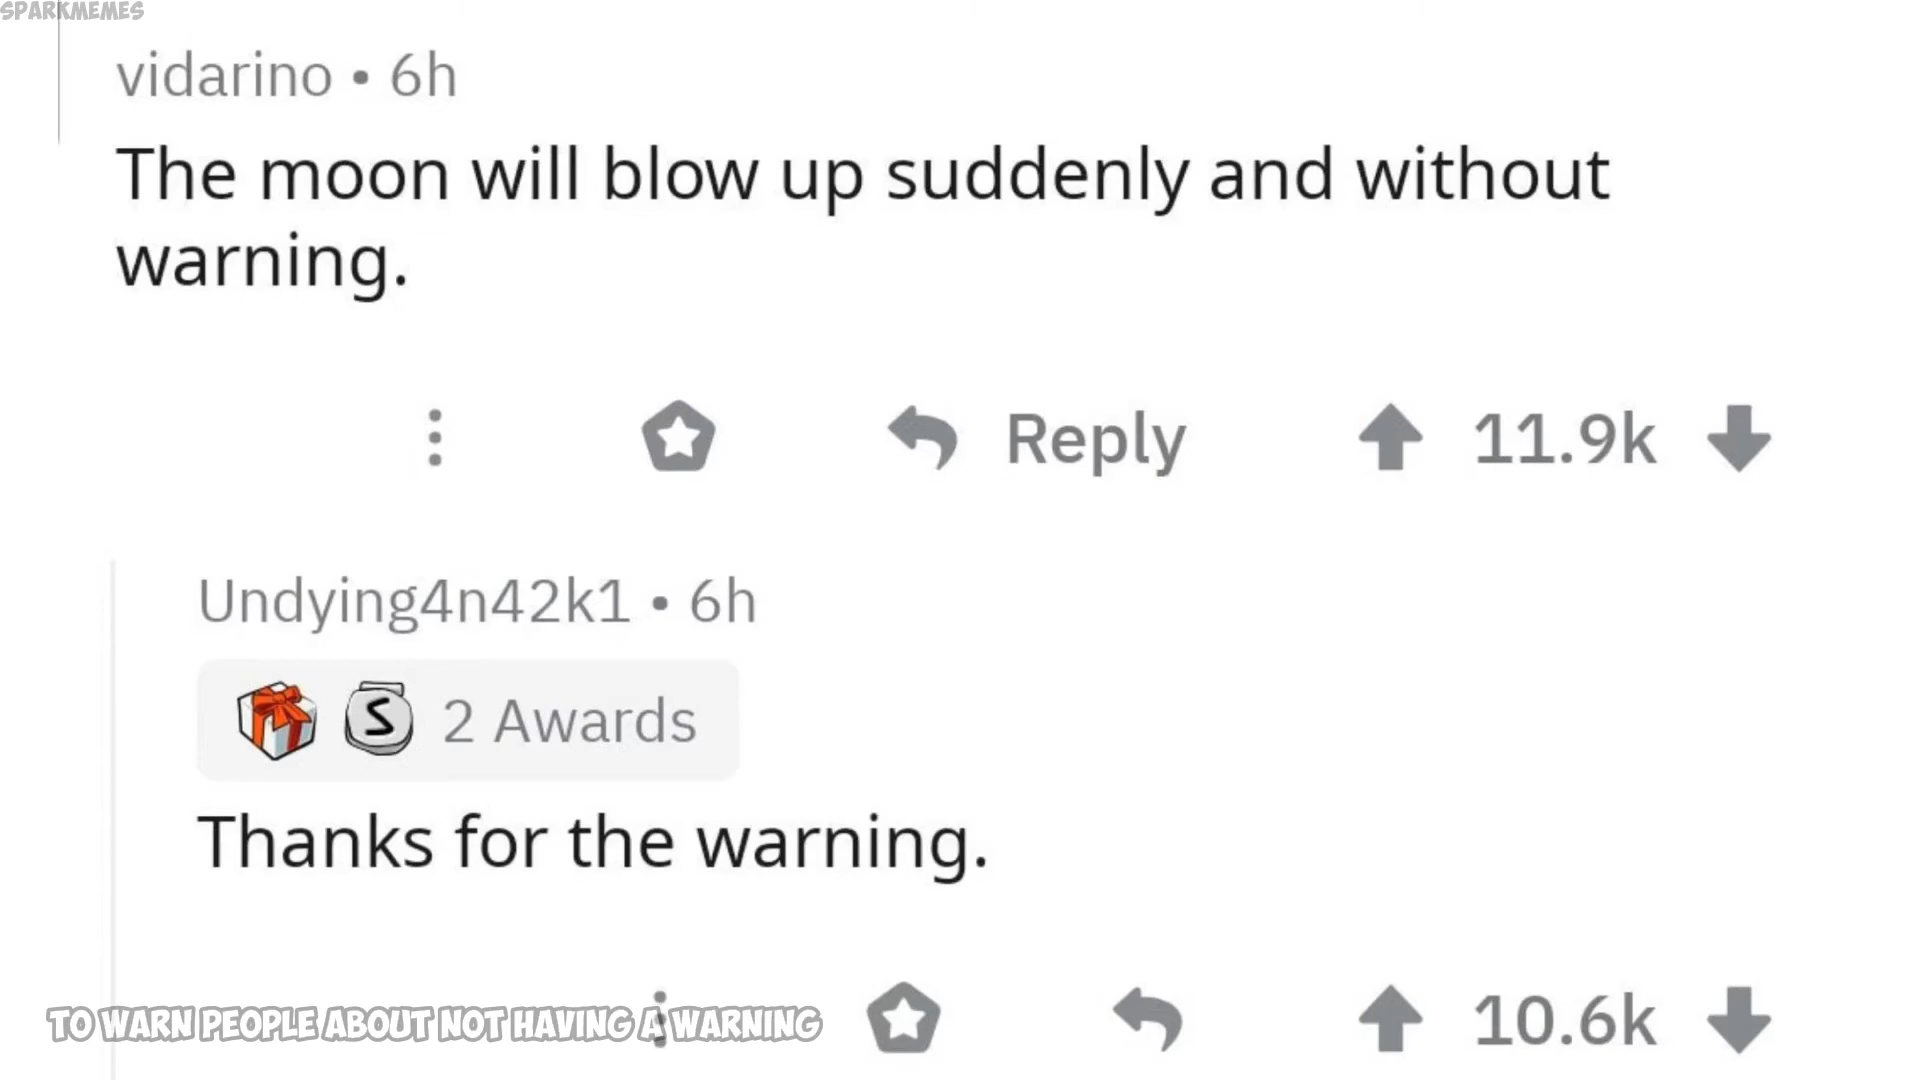 SPARKMEMES
vidarino • 6h
The moon will blow up suddenly and without
warning.
Reply 11.9k
Undying4n42k1 • 6h
S 2 Awards
Thanks for the warning.
10.6k
TO WARN PEOPLE ABOUT NOT HAVING A WARNING